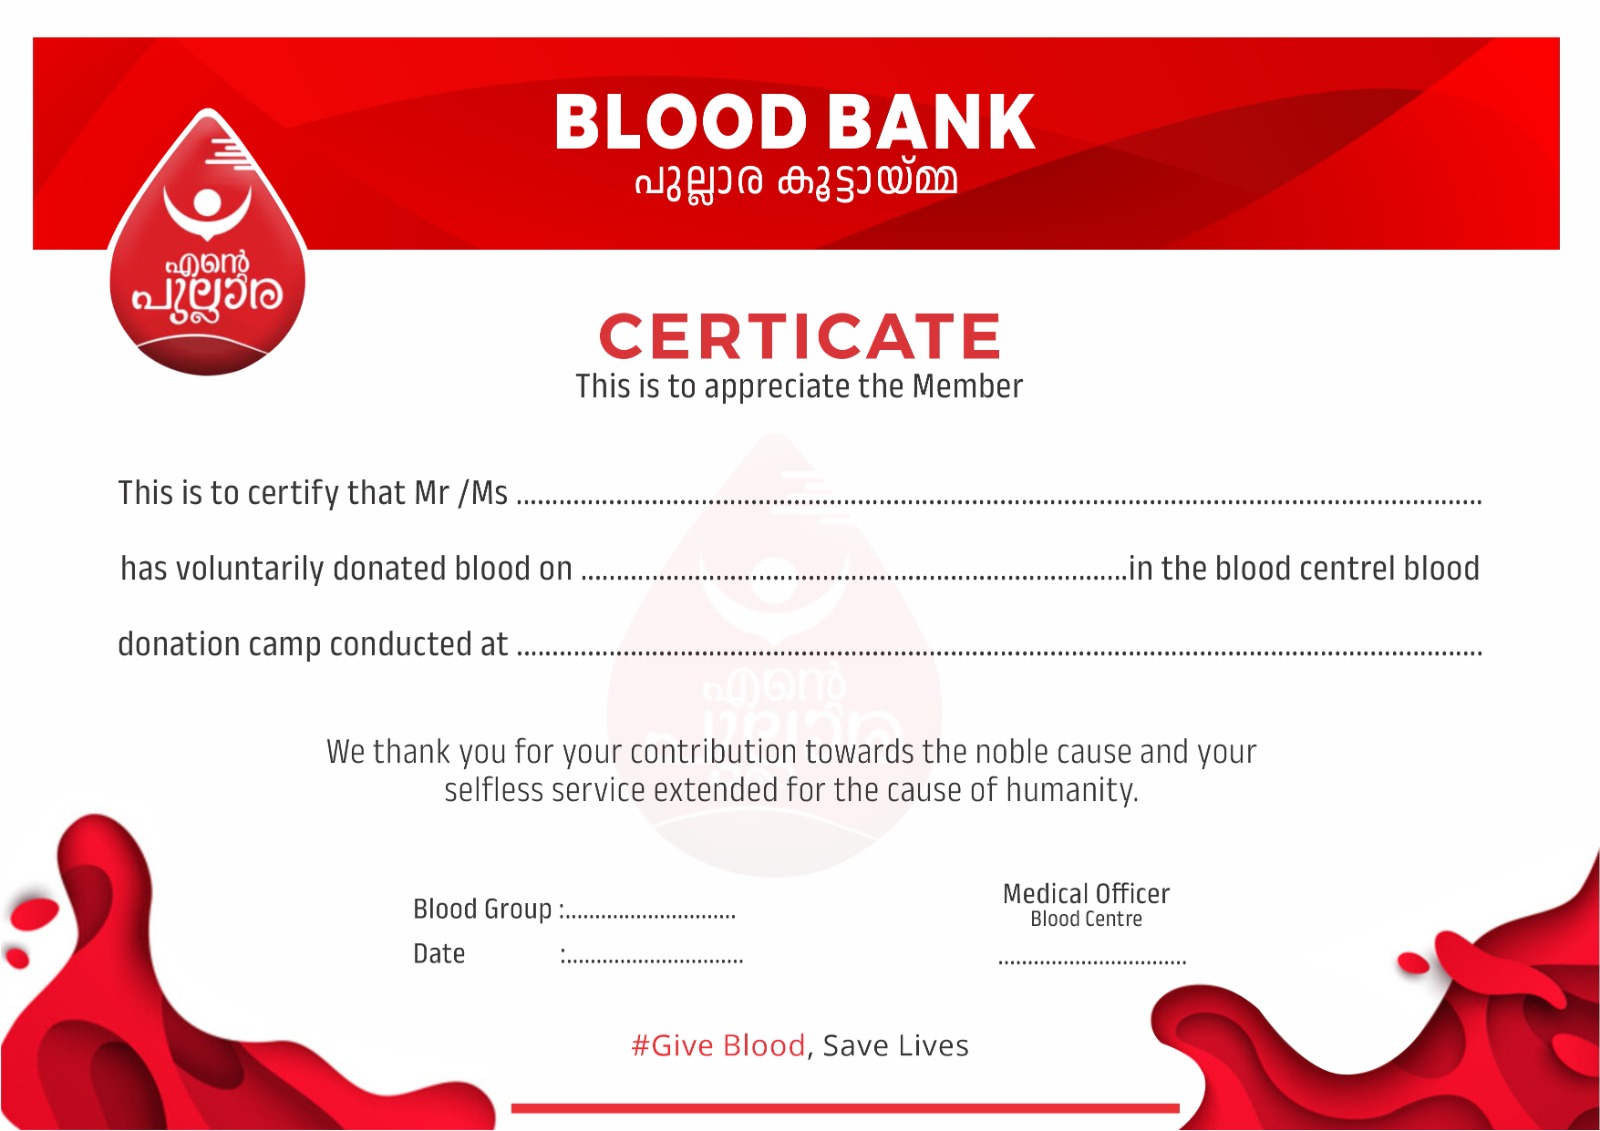 BLOOD BANK
പുല്ലാര കൂട്ടായ്മ്മ
എന്റെ
പുല്ലാര
CERTICATE
This is to appreciate the Member
This is to certify that Mr /Ms ........................................................................................................................................
has voluntarily donated blood on .............................................................................in the blood centrel blood
donation camp conducted at ........................................................................................................................................
എന്റെ
പുല്ലാര
We thank you for your contribution towards the noble cause and your
selfless service extended for the cause of humanity.
Blood Group :.............................
Date :..............................
Medical Officer
Blood Centre
................................
#Give Blood, Save Lives